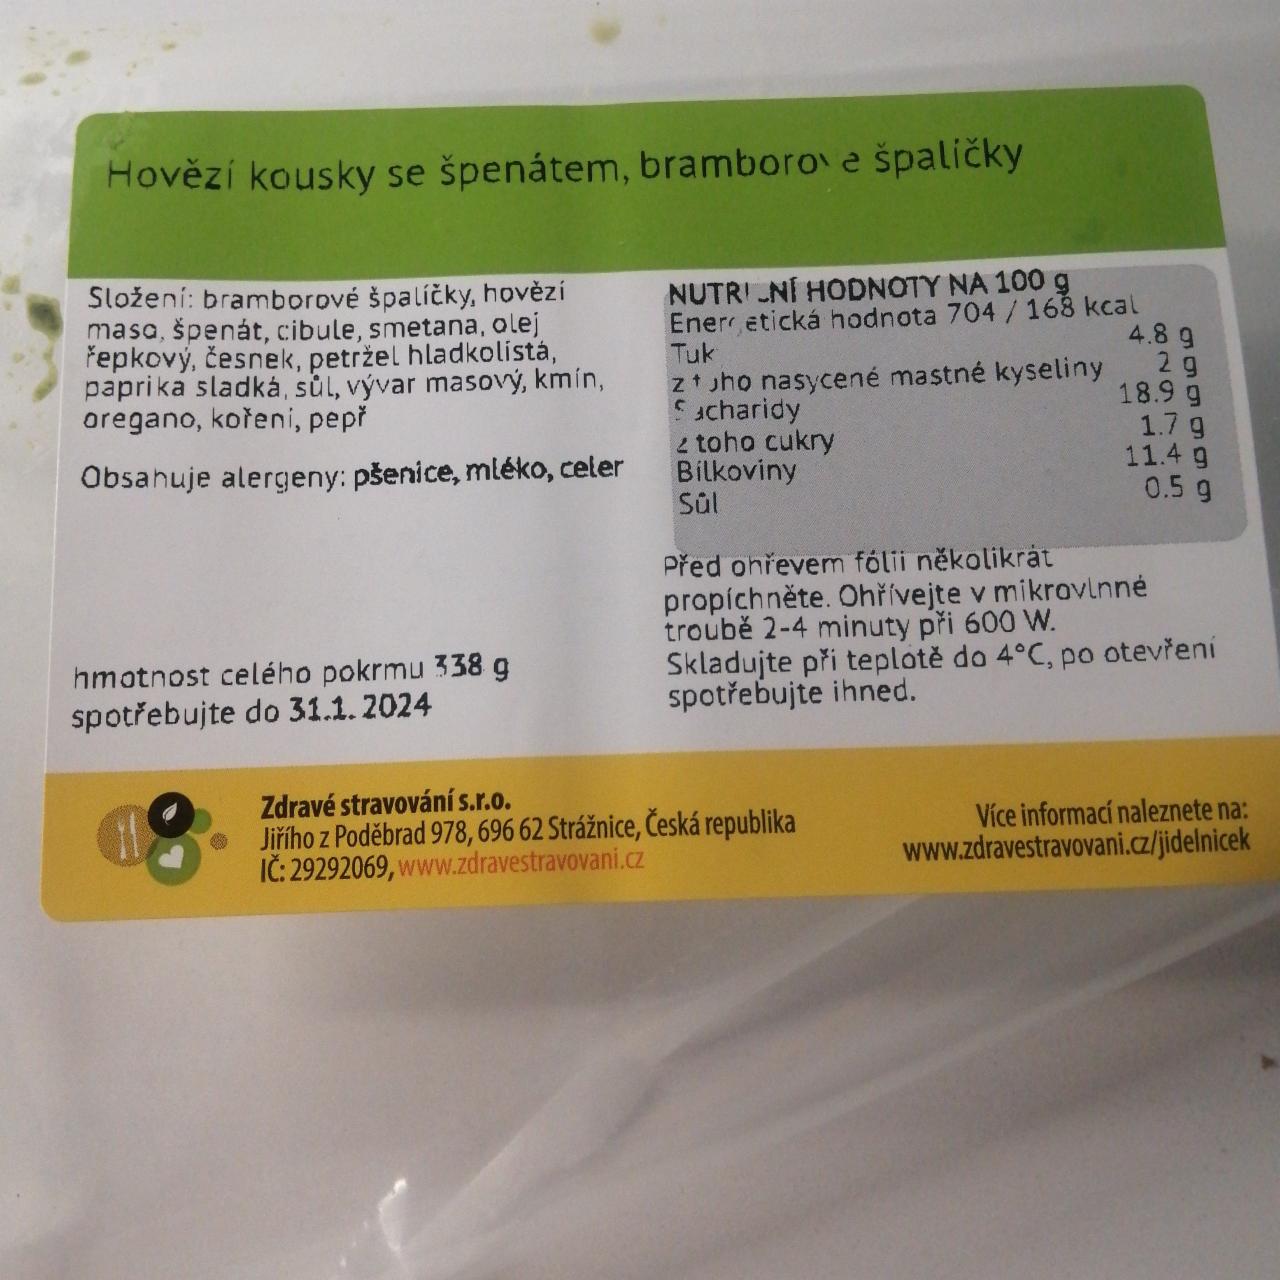 Hovězí kousky se špenátem, bramborové špalíčky
Složení: bramborové špalíčky, hovězí
maso, špenát, cibule, smetana, olej
řepkový, česnek, petržel hladkolistá,
paprika sladká, sůl, vývar masový, kmín,
oregano, koření, pepř
Obsahuje alergeny: pšenice, mléko, celer
hmotnost celého pokrmu 338 g
spotřebujte do 31.1. 2024
NUTRIČNÍ HODNOTY NA 100 g
Energetická hodnota 704 / 168 kcal
Tuk 4.8 g
z toho nasycené mastné kyseliny 2 g
Sacharidy 18.9 g
z toho cukry 1.7 g
Bílkoviny 11.4 g
Sůl 0.5 g
Před ohřevem fólii několikrát
propíchněte. Ohřívejte v mikrovlnné
troubě 2-4 minuty při 600 W.
Skladujte při teplotě do 4°C, po otevření
spotřebujte ihned.
Zdravé stravování s.r.o.
Jiřího z Poděbrad 978, 696 62 Strážnice, Česká republika
IČ: 29292069, www.zdravestravovani.cz
Více informací naleznete na:
www.zdravestravovani.cz/jidelnicek